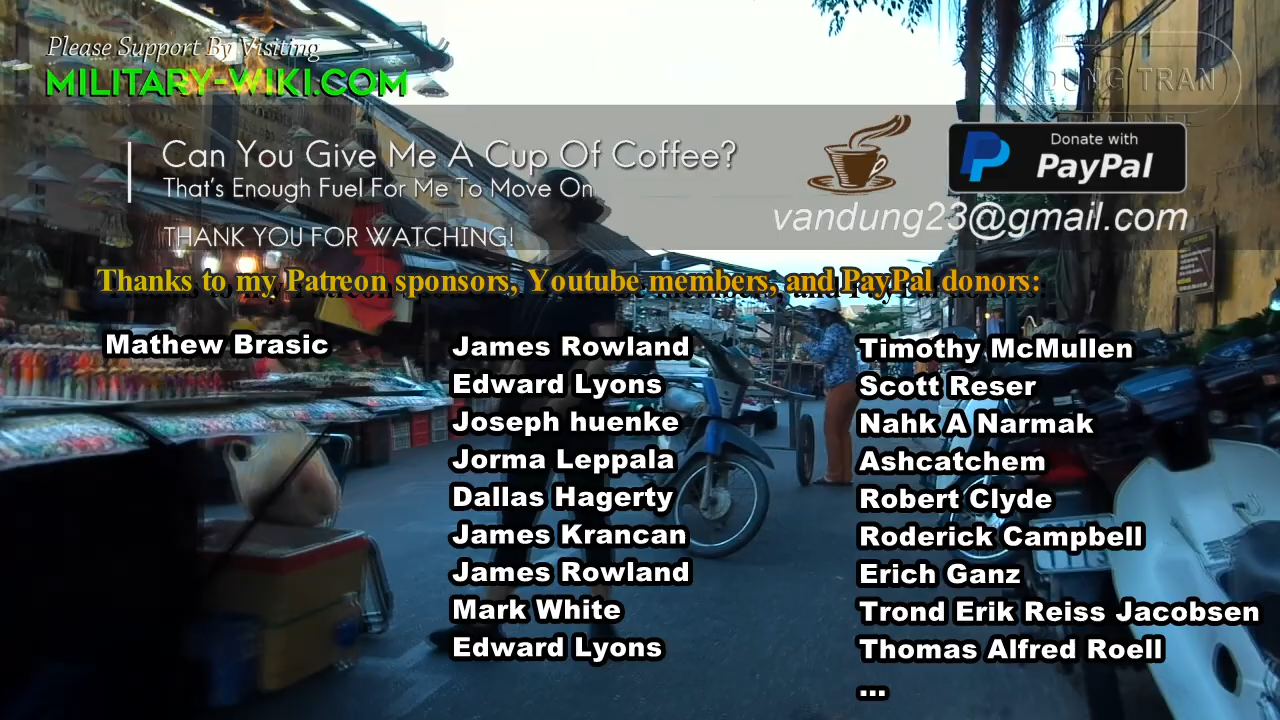 Please Support By Visiting
MILITARY-WIKI.COM
DUNG TRAN
CHANNEL
Can You Give Me A Cup Of Coffee?
That's Enough Fuel For Me To Move On
THANK YOU FOR WATCHING!
Donate with
PayPal
vandung23@gmail.com
Thanks to my Patreon sponsors, Youtube members, and PayPal donors:
Mathew Brasic
James Rowland
Edward Lyons
Joseph huenke
Jorma Leppala
Dallas Hagerty
James Krancan
James Rowland
Mark White
Edward Lyons
Timothy McMullen
Scott Reser
Nahk A Narmak
Ashcatchem
Robert Clyde
Roderick Campbell
Erich Ganz
Trond Erik Reiss Jacobsen
Thomas Alfred Roell
...